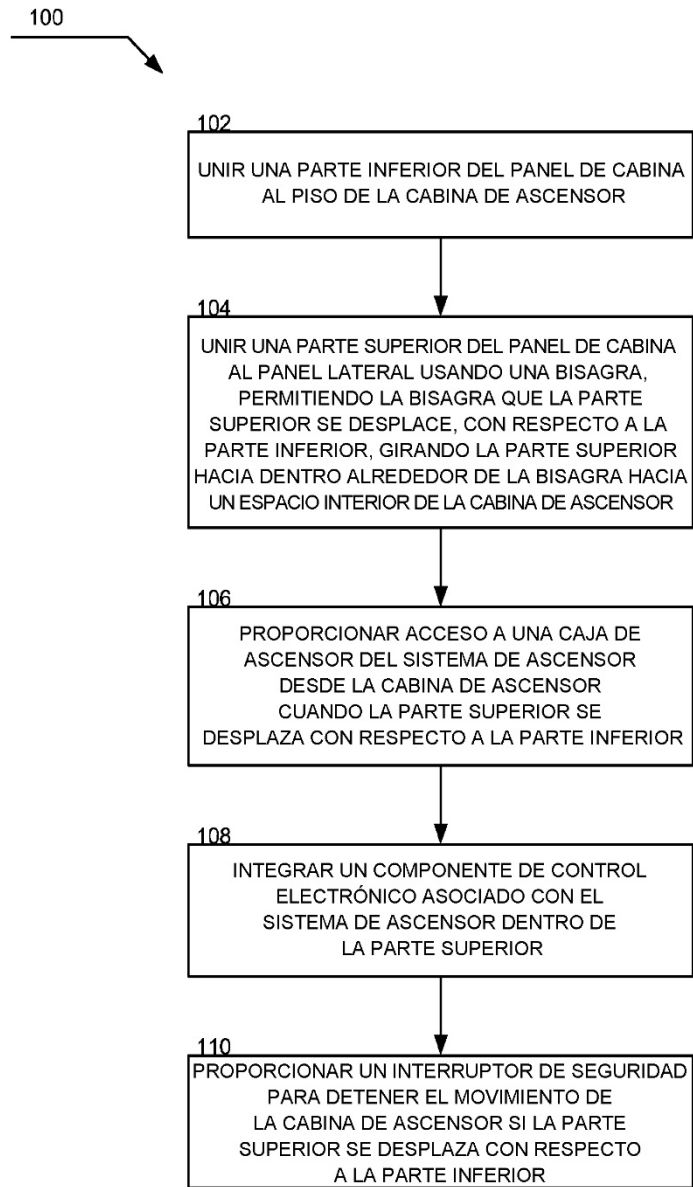 100
102
UNIR UNA PARTE INFERIOR DEL PANEL DE CABINA
AL PISO DE LA CABINA DE ASCENSOR
104
UNIR UNA PARTE SUPERIOR DEL PANEL DE CABINA
AL PANEL LATERAL USANDO UNA BISAGRA,
PERMITIENDO LA BISAGRA QUE LA PARTE
SUPERIOR SE DESPLACE, CON RESPECTO A LA
PARTE INFERIOR, GIRANDO LA PARTE SUPERIOR
HACIA DENTRO ALREDEDOR DE LA BISAGRA HACIA
UN ESPACIO INTERIOR DE LA CABINA DE ASCENSOR
106
PROPORCIONAR ACCESO A UNA CAJA DE
ASCENSOR DEL SISTEMA DE ASCENSOR
DESDE LA CABINA DE ASCENSOR
CUANDO LA PARTE SUPERIOR SE
DESPLAZA CON RESPECTO A LA PARTE INFERIOR
108
INTEGRAR UN COMPONENTE DE CONTROL
ELECTRÓNICO ASOCIADO CON EL
SISTEMA DE ASCENSOR DENTRO DE
LA PARTE SUPERIOR
110
PROPORCIONAR UN INTERRUPTOR DE SEGURIDAD
PARA DETENER EL MOVIMIENTO DE
LA CABINA DE ASCENSOR SI LA PARTE
SUPERIOR SE DESPLAZA CON RESPECTO
A LA PARTE INFERIOR